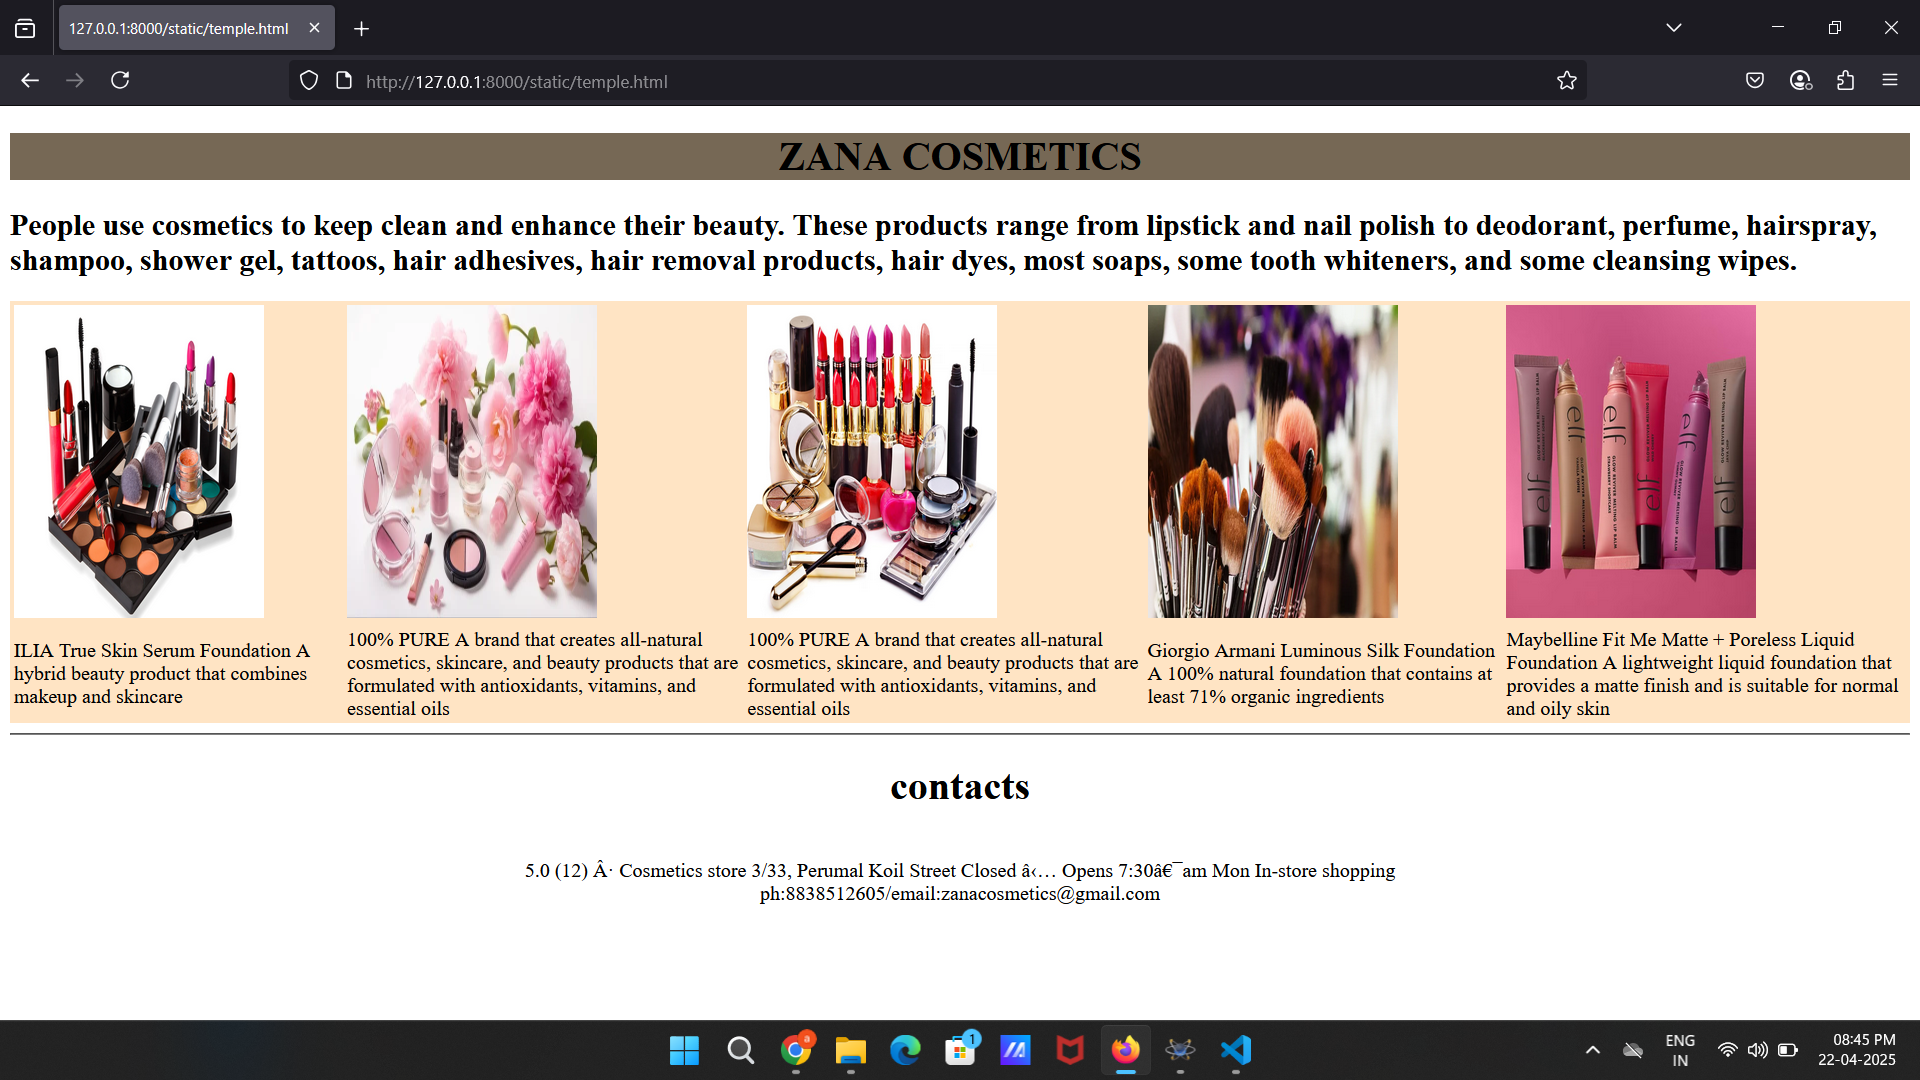 127.0.0.1:8000/static/temple.html
http://127.0.0.1:8000/static/temple.html
ZANA COSMETICS
People use cosmetics to keep clean and enhance their beauty. These products range from lipstick and nail polish to deodorant, perfume, hairspray,
shampoo, shower gel, tattoos, hair adhesives, hair removal products, hair dyes, most soaps, some tooth whiteners, and some cleansing wipes.
elf
elf
elf
elf
elf
elf
ILIA True Skin Serum Foundation A
hybrid beauty product that combines
makeup and skincare
100% PURE A brand that creates all-natural
cosmetics, skincare, and beauty products that are
formulated with antioxidants, vitamins, and
essential oils
100% PURE A brand that creates all-natural
cosmetics, skincare, and beauty products that are
formulated with antioxidants, vitamins, and
essential oils
Giorgio Armani Luminous Silk Foundation
A 100% natural foundation that contains at
least 71% organic ingredients
Maybelline Fit Me Matte + Poreless Liquid
Foundation A lightweight liquid foundation that
provides a matte finish and is suitable for normal
and oily skin
contacts
5.0 (12) Â· Cosmetics store 3/33, Perumal Koil Street Closed â‹… Opens 7:30â€¯am Mon In-store shopping
ph:8838512605/email:zanacosmetics@gmail.com
a
1
ENG
IN
08:45 PM
22-04-2025